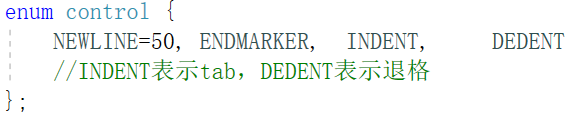 enum control {
NEWLINE=50, ENDMARKER, INDENT, DEDENT
//INDENT表示tab，DEDENT表示退格
};